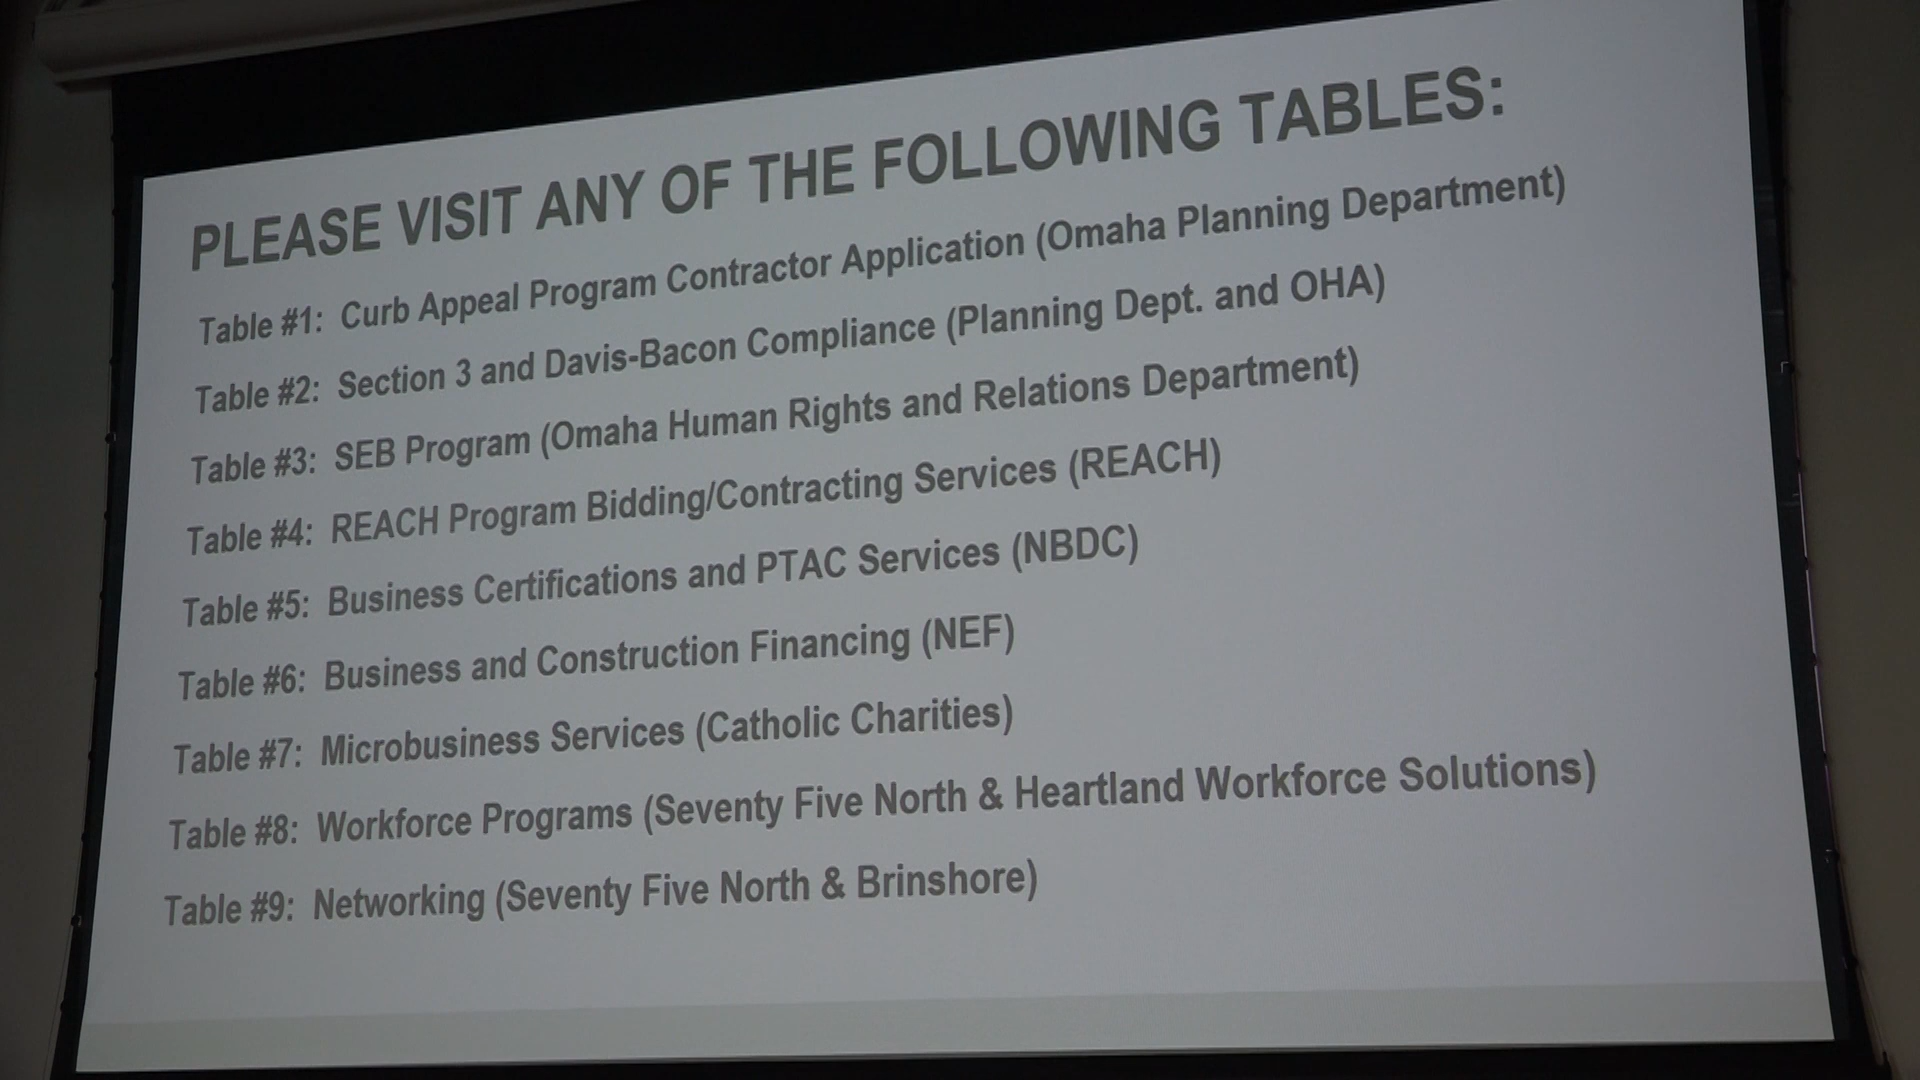 PLEASE VISIT ANY OF THE FOLLOWING TABLES:
Table #1: Curb Appeal Program Contractor Application (Omaha Planning Department)
Table #2: Section 3 and Davis-Bacon Compliance (Planning Dept. and OHA)
Table #3: SEB Program (Omaha Human Rights and Relations Department)
Table #4: REACH Program Bidding/Contracting Services (REACH)
Table #5: Business Certifications and PTAC Services (NBDC)
Table #6: Business and Construction Financing (NEF)
Table #7: Microbusiness Services (Catholic Charities)
Table #8: Workforce Programs (Seventy Five North & Heartland Workforce Solutions)
Table #9: Networking (Seventy Five North & Brinshore)